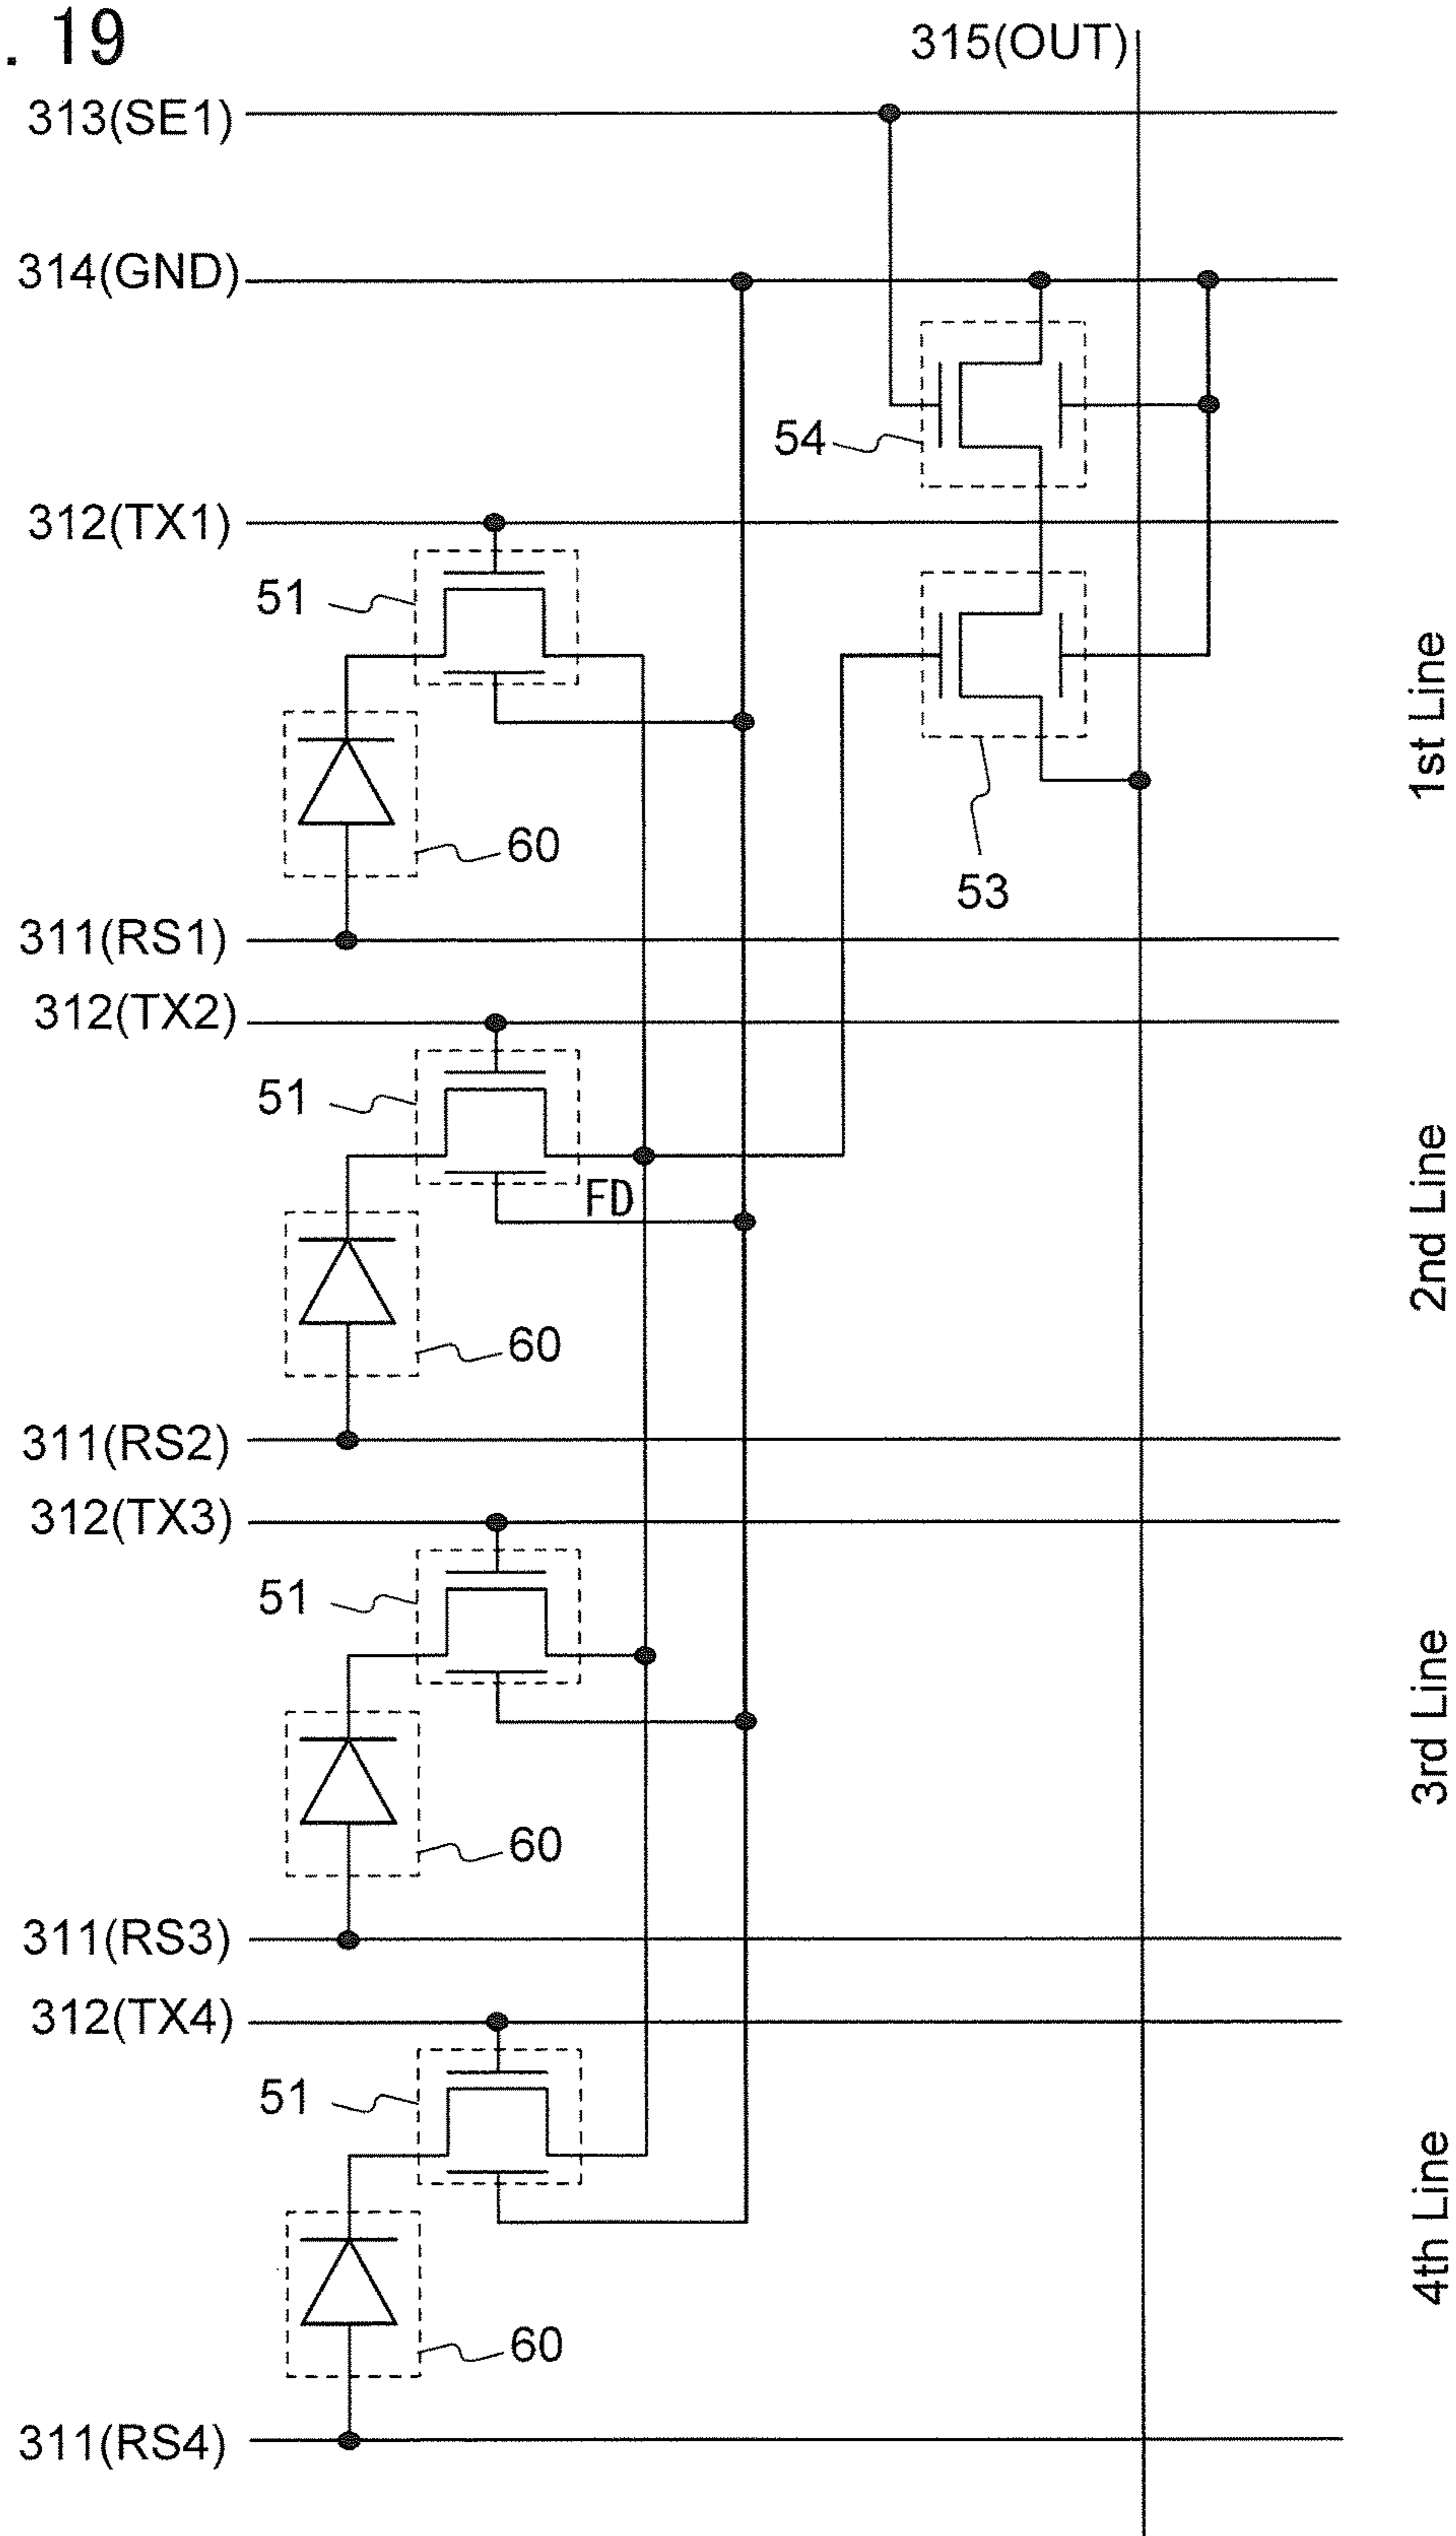 . 19
315(OUT)
313(SE1)
314(GND)
54
312(TX1)
51
1st Line
60
53
311(RS1)
312(TX2)
51
FD
2nd Line
60
311(RS2)
312(TX3)
51
3rd Line
60
311(RS3)
312(TX4)
51
4th Line
60
311(RS4)